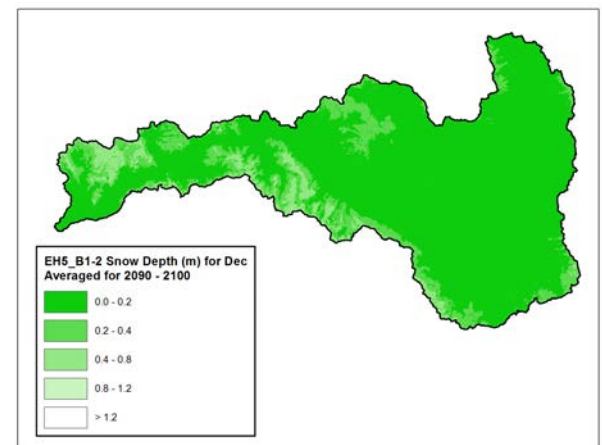 EH5_B1-2 Snow Depth (m) for Dec
Averaged for 2090 - 2100
0.0 - 0.2
0.2 - 0.4
0.4 - 0.8
0.8 - 1.2
> 1.2